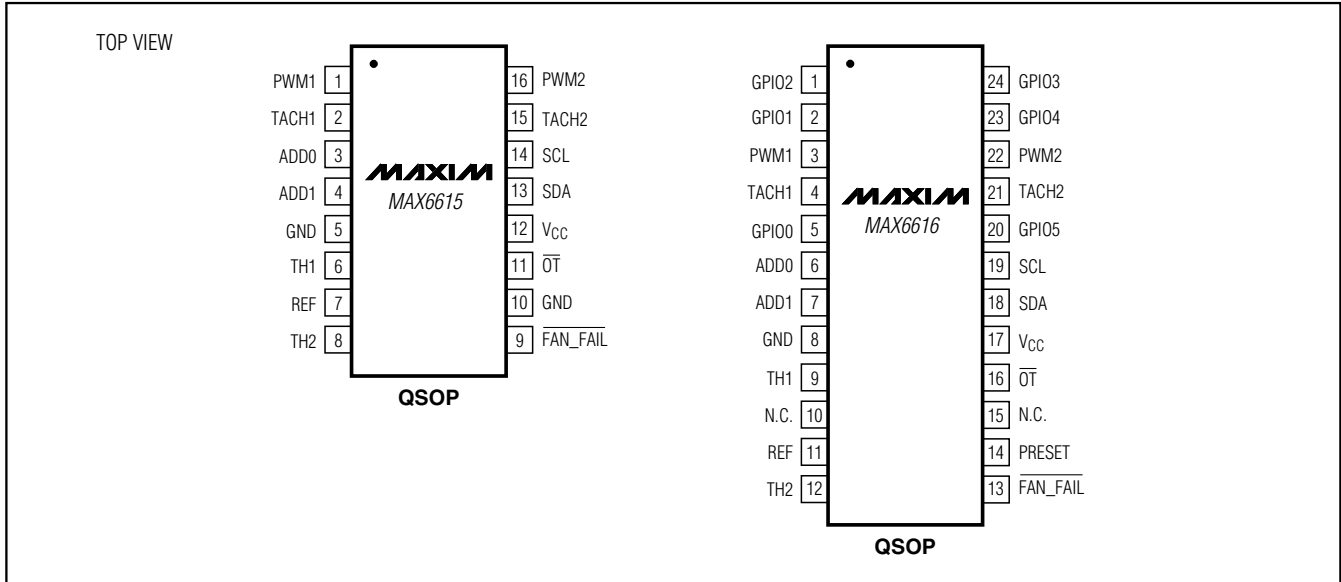 TOP VIEW
PWM1 1
TACH1 2
ADD0 3
ADD1 4
GND 5
TH1 6
REF 7
TH2 8
MAXIM
MAX6615
16 PWM2
15 TACH2
14 SCL
13 SDA
12 VCC
11 OT
10 GND
9 FAN_FAIL
QSOP
GPIO2 1
GPIO1 2
PWM1 3
TACH1 4
GPIO0 5
ADD0 6
ADD1 7
GND 8
TH1 9
N.C. 10
REF 11
TH2 12
MAXIM
MAX6616
24 GPIO3
23 GPIO4
22 PWM2
21 TACH2
20 GPIO5
19 SCL
18 SDA
17 VCC
16 OT
15 N.C.
14 PRESET
13 FAN_FAIL
QSOP